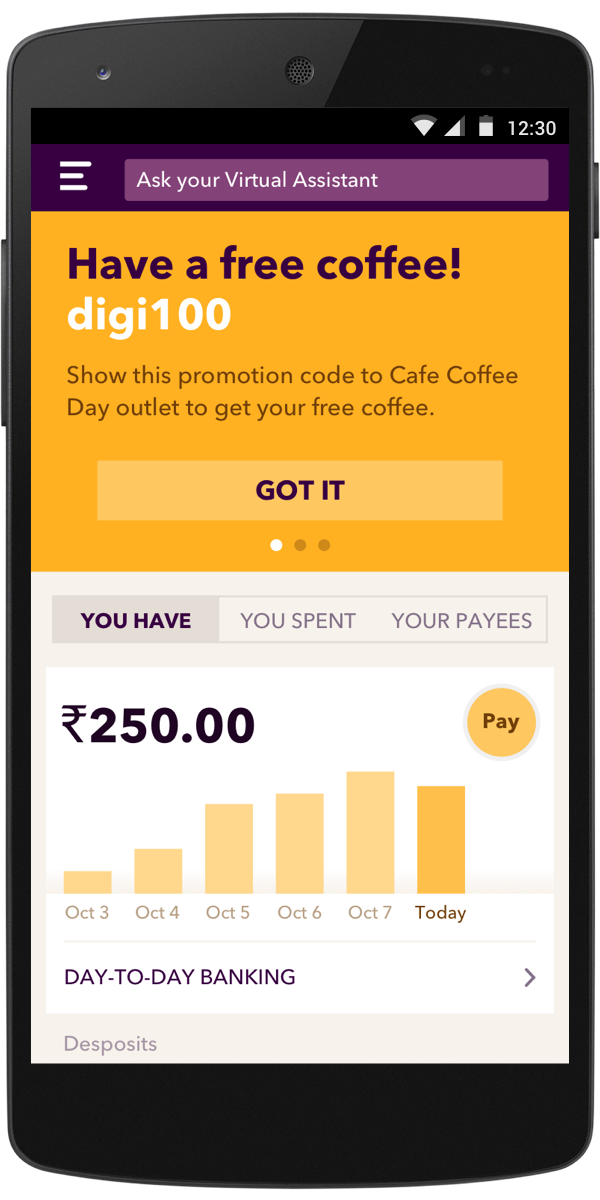 12:30
Ask your Virtual Assistant
Have a free coffee!
digi100
Show this promotion code to Cafe Coffee
Day outlet to get your free coffee.
GOT IT
YOU HAVE YOU SPENT YOUR PAYEES
₹250.00 Pay
Oct 3 Oct 4 Oct 5 Oct 6 Oct 7 Today
DAY-TO-DAY BANKING
Desposits